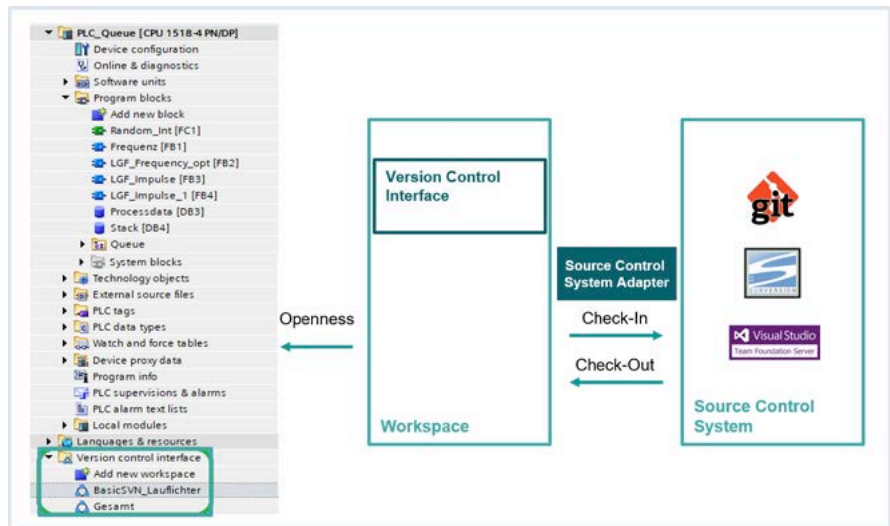 PLC_Queue [CPU 1518-4 PN/DP]
Device configuration
Online & diagnostics
Software units
Program blocks
Add new block
Random_Int [FC1]
Frequenz [FB1]
LGF_Frequency_opt [FB2]
LGF_Impulse [FB3]
LGF_Impulse_1 [FB4]
Processdata [DB3]
Stack [DB4]
Queue
System blocks
Technology objects
External source files
PLC tags
PLC data types
Watch and force tables
Device proxy data
Program info
PLC supervisions & alarms
PLC alarm text lists
Local modules
Languages & resources
Version control interface
Add new workspace
BasicSVN_Lauflichter
Gesamt
Openness
Version Control
Interface
Workspace
Source Control
System Adapter
Check-In
Check-Out
git
SUBVERSION
Visual Studio
Team Foundation Server
Source Control
System